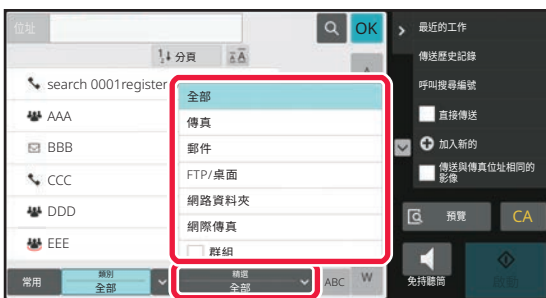 位址
OK
1↓ 分頁
search 0001register
AAA
BBB
CCC
DDD
EEE
全部
傳真
郵件
FTP/桌面
網路資料夾
網際傳真
群組
常用
類別
全部
精選
全部
ABC
W
最近的工作
傳送歷史記錄
呼叫搜尋編號
直接傳送
加入新的
傳送與傳真位址相同的
影像
預覽
CA
免持聽筒
啟動